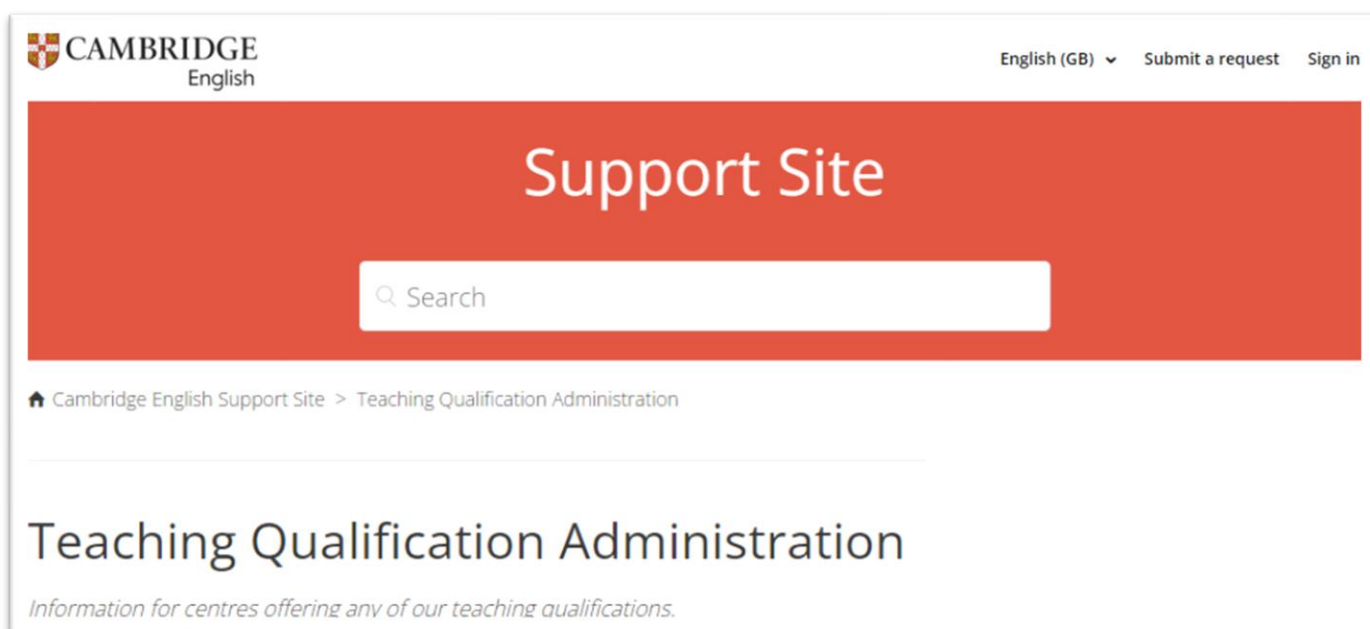 CAMBRIDGE
English
English (GB) Submit a request Sign in
Support Site
Search
Cambridge English Support Site > Teaching Qualification Administration
Teaching Qualification Administration
Information for centres offering any of our teaching qualifications.